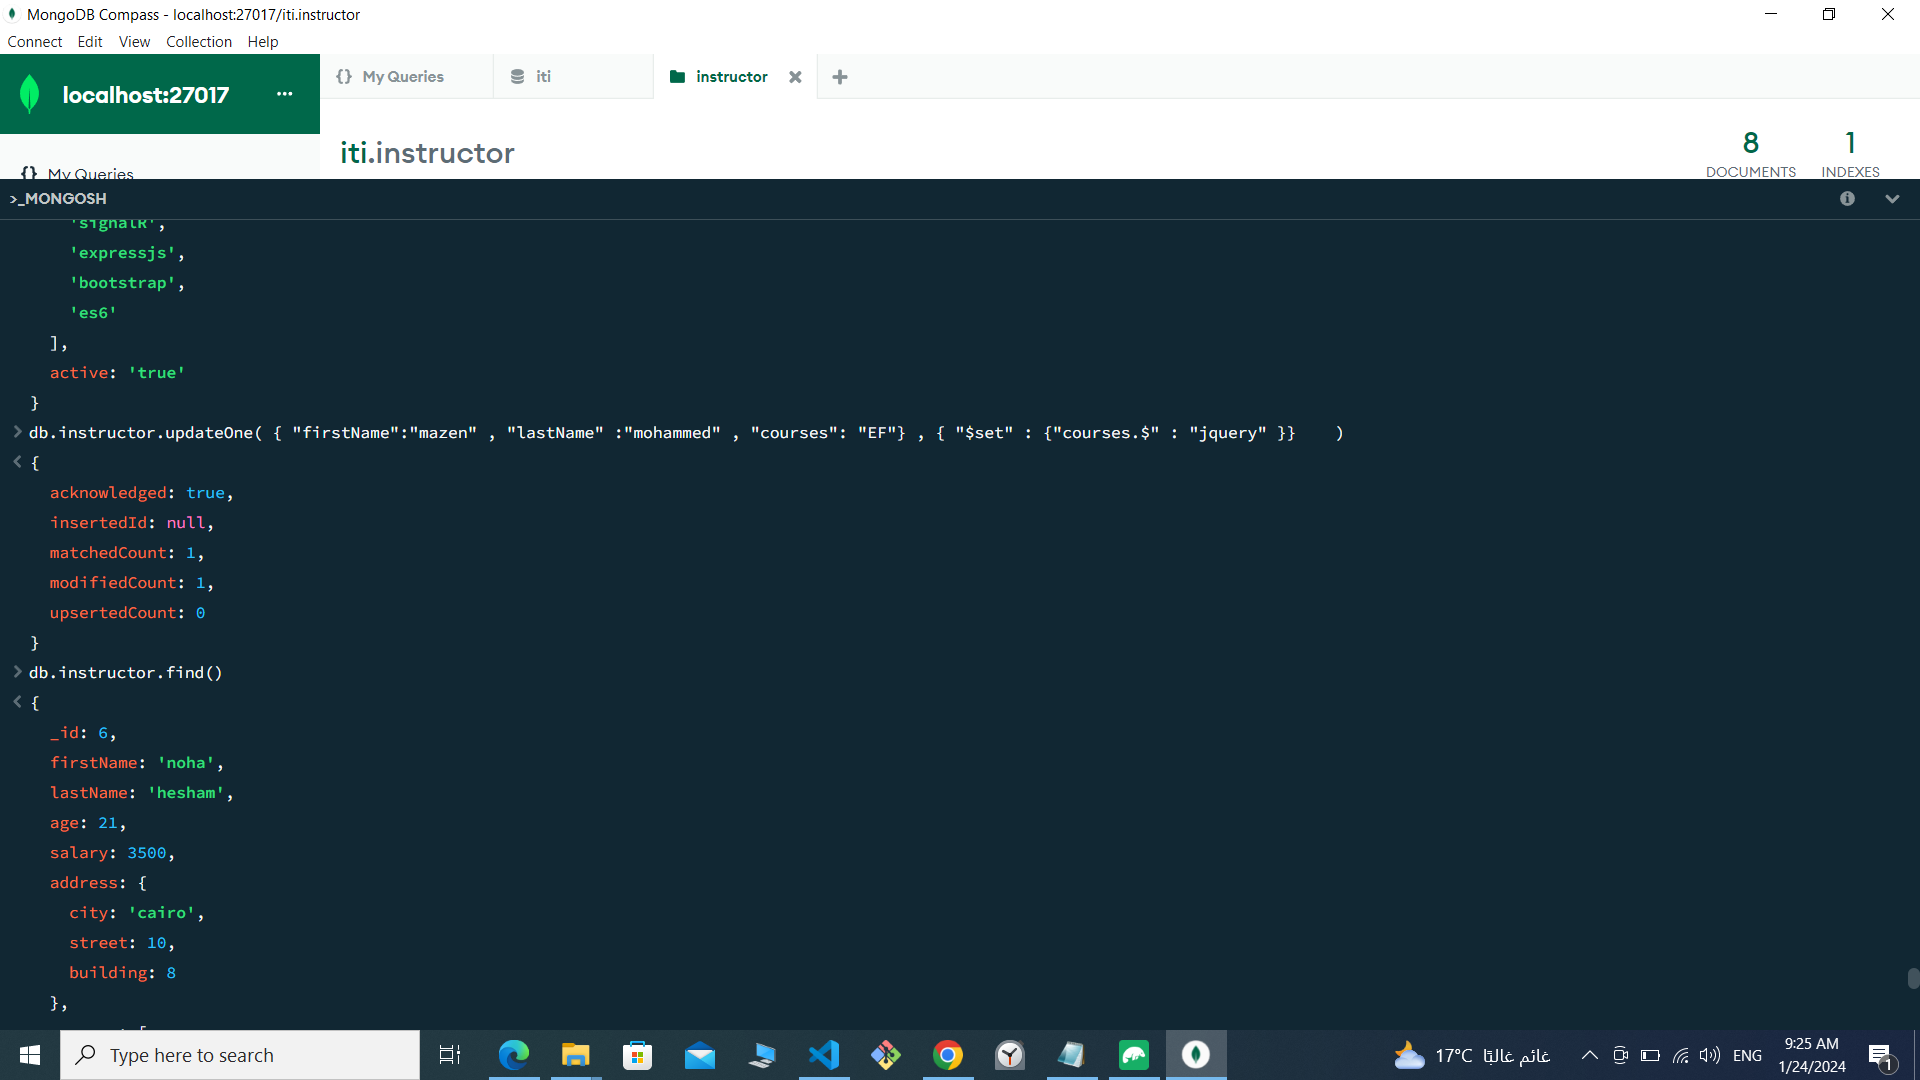 MongoDB Compass - localhost:27017/iti.instructor
Connect Edit View Collection Help
localhost:27017 ...
{} My Queries
iti
instructor
iti.instructor
8
DOCUMENTS
1
INDEXES
{} My Queries
>_MONGOSH
'signalR',
'expressjs',
'bootstrap',
'es6'
],
active: 'true'
}
> db.instructor.updateOne( { "firstName":"mazen" , "lastName" :"mohammed" , "courses": "EF"} , { "$set" : {"courses.$" : "jquery" }} )
< {
acknowledged: true,
insertedId: null,
matchedCount: 1,
modifiedCount: 1,
upsertedCount: 0
}
> db.instructor.find()
< {
_id: 6,
firstName: 'noha',
lastName: 'hesham',
age: 21,
salary: 3500,
address: {
city: 'cairo',
street: 10,
building: 8
},
Type here to search
17°C غائم غالبًا
ENG
9:25 AM
1/24/2024
1